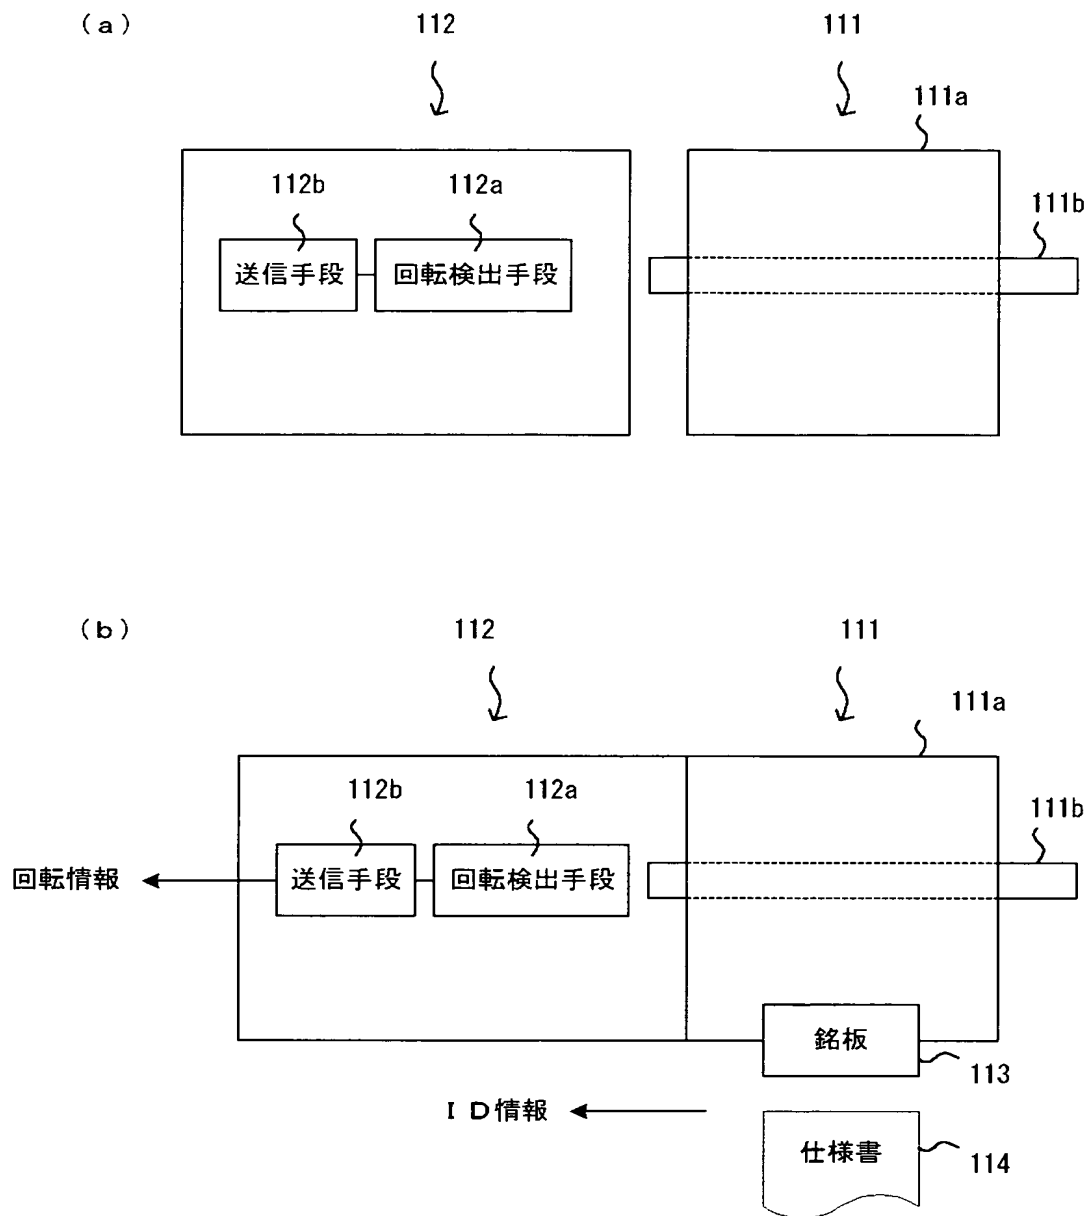 (a) 112 111
111a
112b 112a
111b
送信手段 回転検出手段
(b) 112 111
111a
112b 112a
111b
回転情報 送信手段 回転検出手段
銘板
113
ID情報
仕様書
114